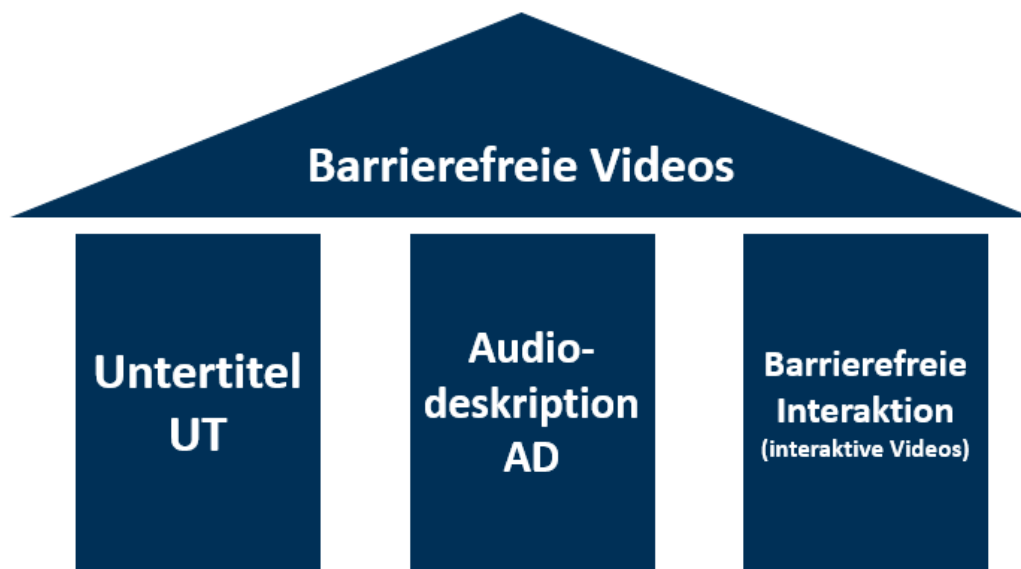 Barrierefreie Videos
Untertitel
UT
Audio-
deskription
AD
Barrierefreie
Interaktion
(interaktive Videos)